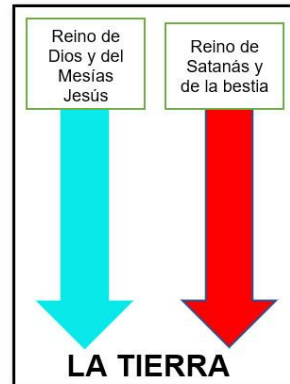 Reino de
Dios y del
Mesías
Jesús
Reino de
Satanás y
de la bestia
LA TIERRA